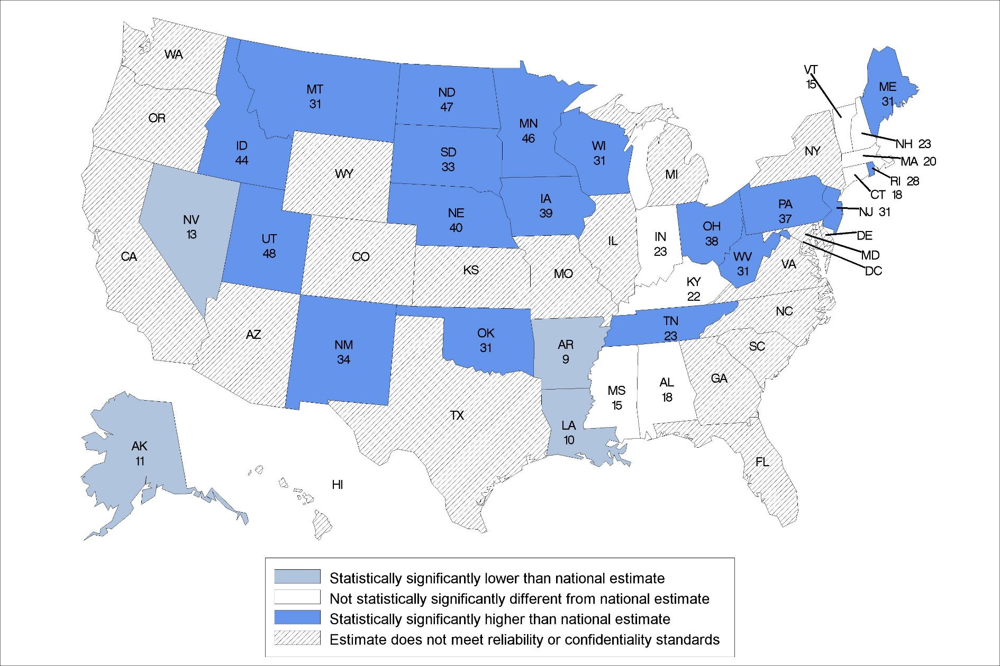 WA
MT
31
ND
47
MN
46
VT
15
ME
31
OR
ID
44
SD
33
WI
31
NY
NH 23
MA 20
WY
MI
RI 28
CT 18
NV
13
UT
48
NE
40
IA
39
PA
37
NJ 31
CA
CO
KS
MO
IL
IN
23
OH
38
WV
31
VA
DE
MD
DC
KY
22
AZ
NM
34
OK
31
AR
9
TN
23
NC
SC
TX
LA
10
MS
15
AL
18
GA
FL
AK
11
HI
Statistically significantly lower than national estimate
Not statistically significantly different from national estimate
Statistically significantly higher than national estimate
Estimate does not meet reliability or confidentiality standards